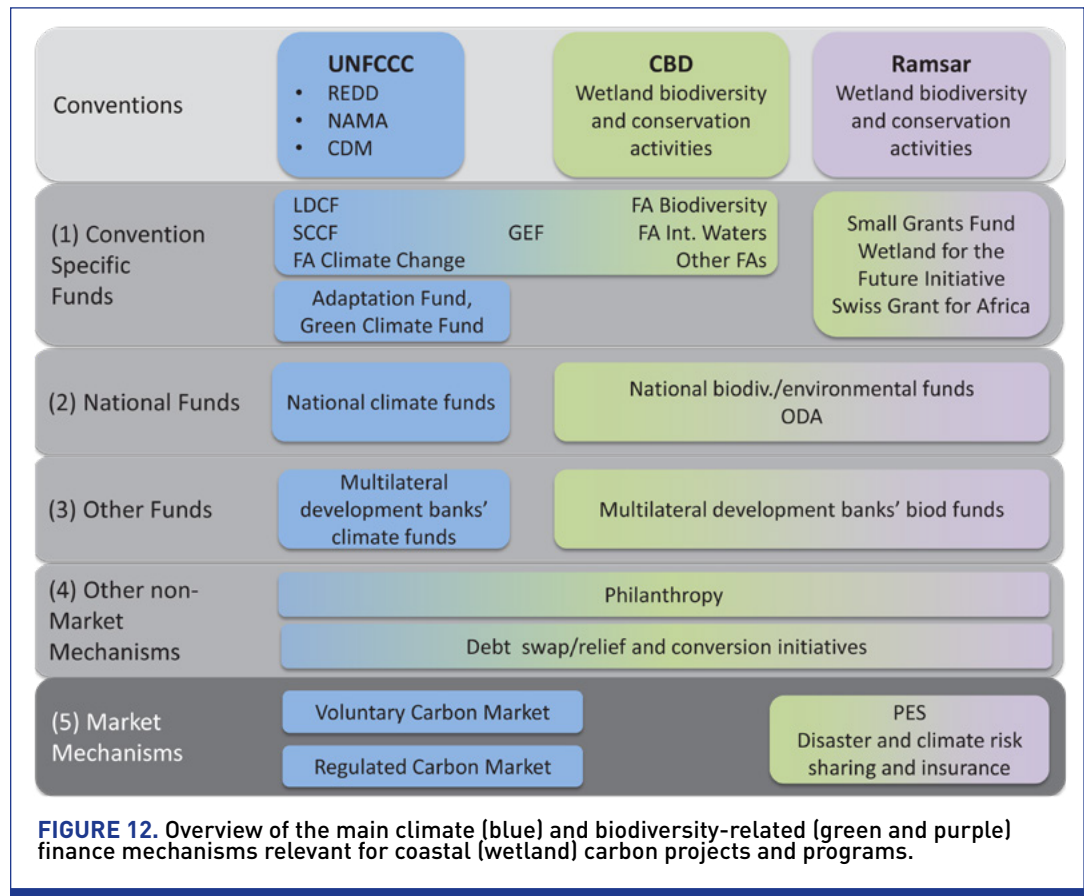 Conventions
UNFCCC
• REDD
• NAMA
• CDM
CBD
Wetland biodiversity
and conservation
activities
Ramsar
Wetland biodiversity
and conservation
activities
(1) Convention
Specific
Funds
LDCF
SCCF
FA Climate Change
GEF
FA Biodiversity
FA Int. Waters
Other FAs
Adaptation Fund,
Green Climate Fund
Small Grants Fund
Wetland for the
Future Initiative
Swiss Grant for Africa
(2) National Funds
National climate funds
National biodiv./environmental funds
ODA
(3) Other Funds
Multilateral
development banks’
climate funds
Multilateral development banks’ biod funds
(4) Other non-
Market
Mechanisms
Philanthropy
Debt swap/relief and conversion initiatives
(5) Market
Mechanisms
Voluntary Carbon Market
Regulated Carbon Market
PES
Disaster and climate risk
sharing and insurance
FIGURE 12. Overview of the main climate (blue) and biodiversity-related (green and purple)
finance mechanisms relevant for coastal (wetland) carbon projects and programs.